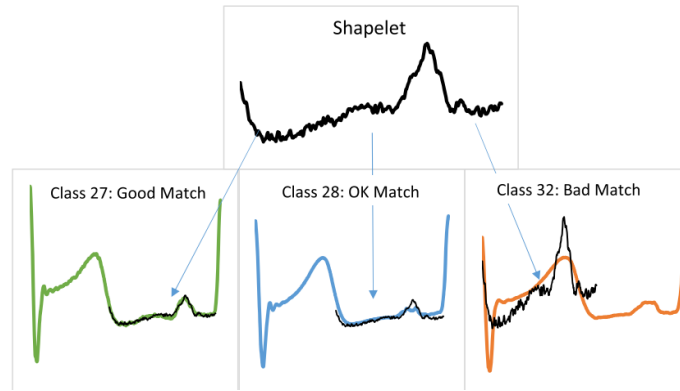 Shapelet
Class 27: Good Match
Class 28: OK Match
Class 32: Bad Match